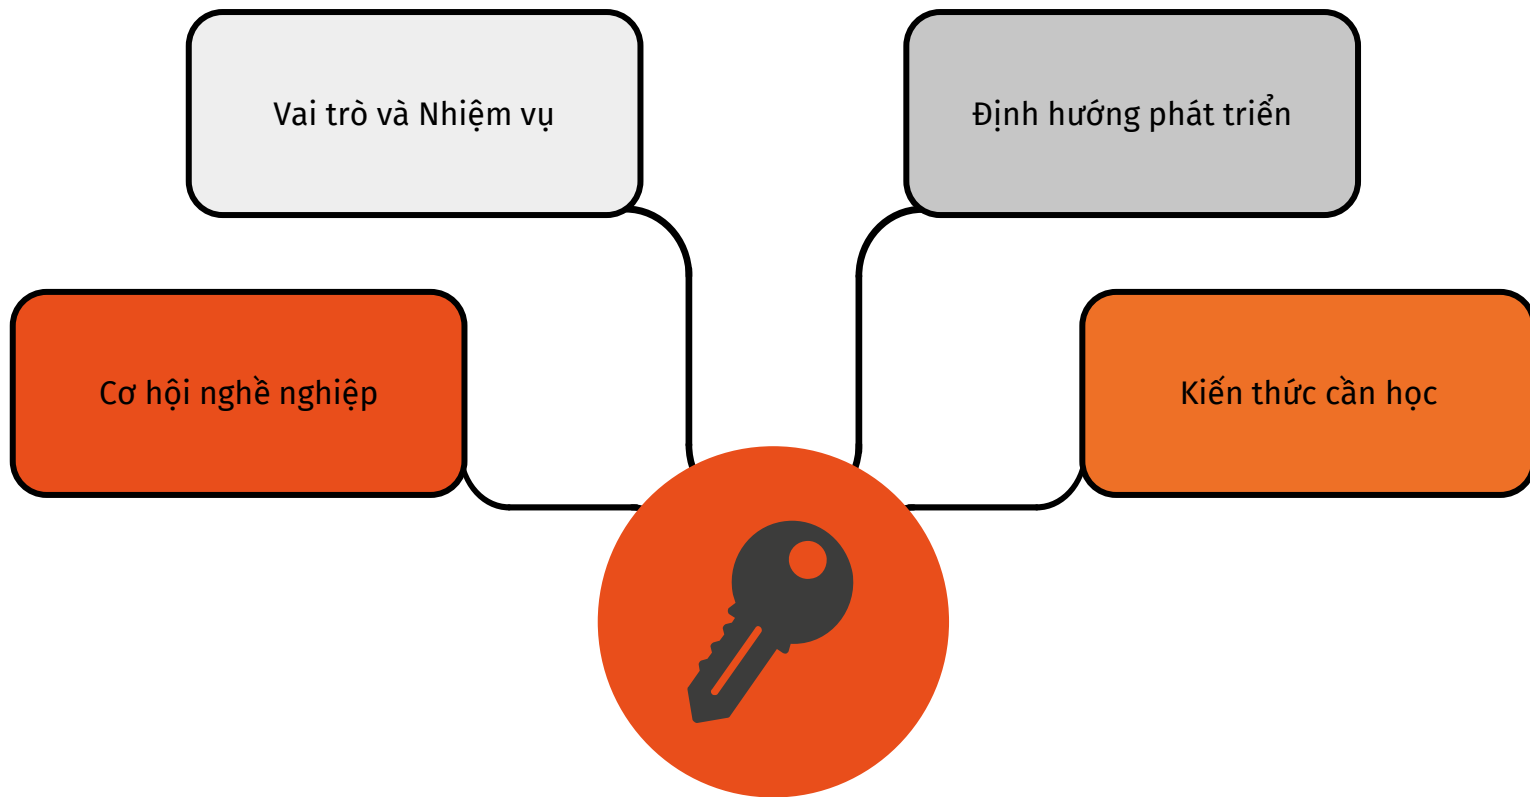 Vai trò và Nhiệm vụ
Định hướng phát triển
Cơ hội nghề nghiệp
Kiến thức cần học